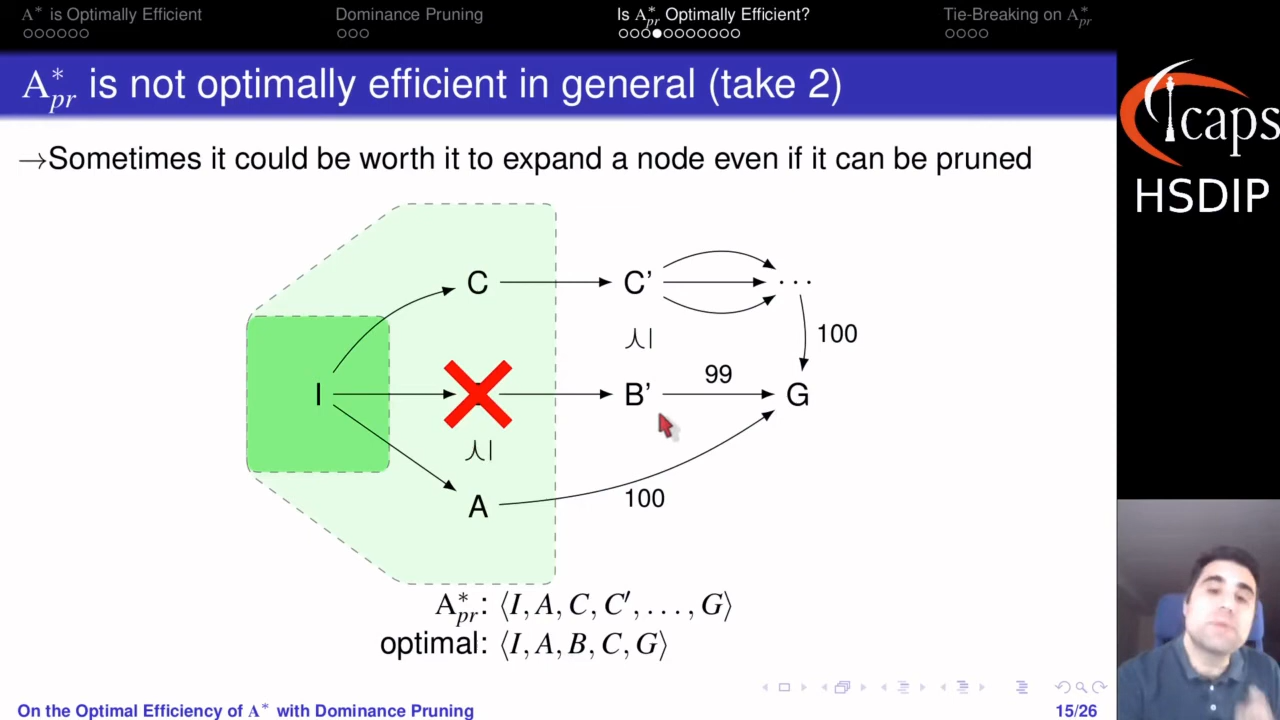 A* is Optimally Efficient
Dominance Pruning
Is A*pr Optimally Efficient?
Tie-Breaking on A*pr
A*pr is not optimally efficient in general (take 2)
→Sometimes it could be worth it to expand a node even if it can be pruned
C
C’
···
100
I
B’
99
G
A
100
A*pr: ⟨I, A, C, C′, . . . , G⟩
optimal: ⟨I, A, B, C, G⟩
On the Optimal Efficiency of A* with Dominance Pruning
15/26
icaps
HSDIP